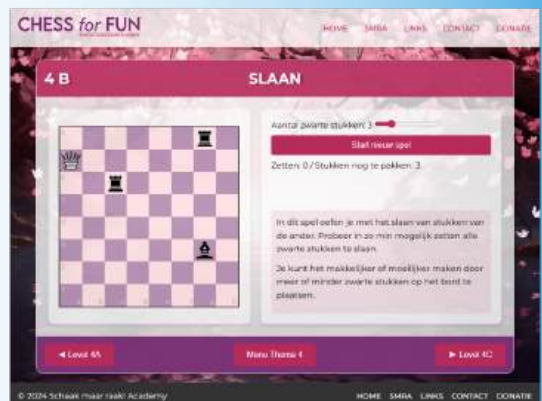 CHESS for FUN
HOME SMRA LINKS CONTACT DONATIE
4 B SLAAN
Aantal zwarte stukken: 3
Start nieuw spel
Zetten: 0 / Stukken nog te pakken: 3
In dit spel oefen je met het slaan van stukken van
de ander. Probeer in zo min mogelijk zetten alle
zwarte stukken te slaan.
Je kunt het makkelijker of moeilijker maken door
meer of minder zwarte stukken op het bord te
plaatsen.
◄ Level 4A
Menu Thema 4
► Level 4C
© 2024 Schaak maar raak! Academy
HOME SMRA LINKS CONTACT DONATIE